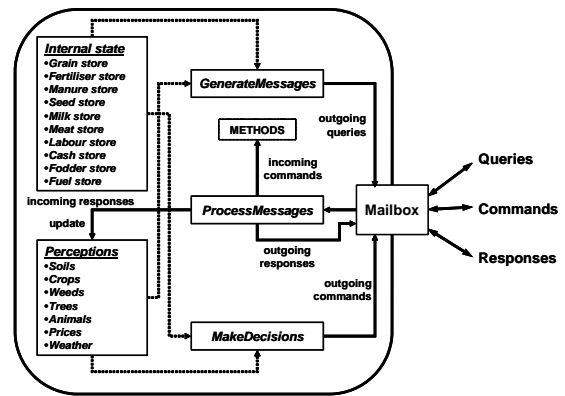 Internal state
•Grain store
•Fertiliser store
•Manure store
•Seed store
•Milk store
•Meat store
•Labour store
•Cash store
•Fodder store
•Fuel store
GenerateMessages
outgoing
queries
METHODS
incoming
commands
incoming responses
update
ProcessMessages
Mailbox
Queries
Commands
Responses
outgoing
responses
outgoing
commands
Perceptions
•Soils
•Crops
•Weeds
•Trees
•Animals
•Prices
•Weather
MakeDecisions